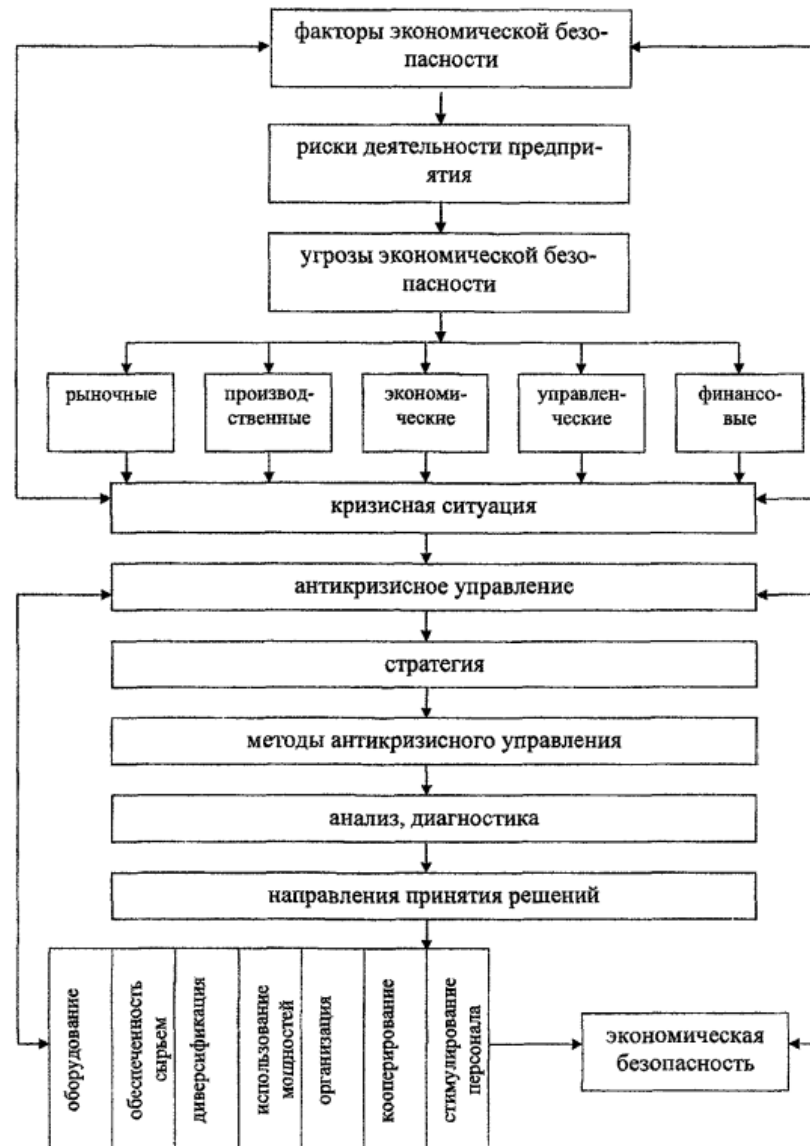 факторы экономической безо-
пасности
риски деятельности предпри-
ятия
угрозы экономической безо-
пасности
рыночные
производ-
ственные
экономи-
ческие
управлен-
ческие
финансо-
вые
кризисная ситуация
антикризисное управление
стратегия
методы антикризисного управления
анализ, диагностика
направления принятия решений
оборудование
обеспеченность
сырьем
диверсификация
использование
мощностей
организация
кооперирование
стимулирование
персонала
экономическая
безопасность